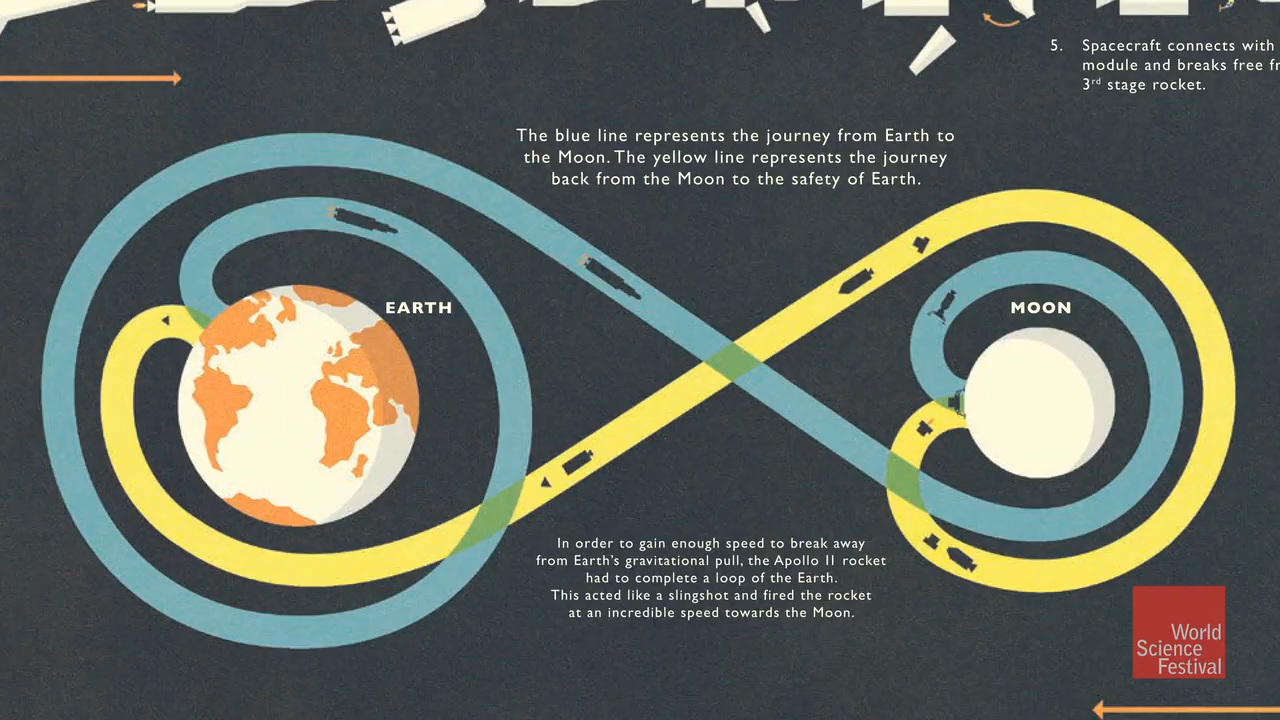 5. Spacecraft connects with
module and breaks free
3rd stage rocket.
The blue line represents the journey from Earth to
the Moon. The yellow line represents the journey
back from the Moon to the safety of Earth.
EARTH
MOON
In order to gain enough speed to break away
from Earth's gravitational pull, the Apollo 11 rocket
had to complete a loop of the Earth.
This acted like a slingshot and fired the rocket
at an incredible speed towards the Moon.
World
Science
Festival